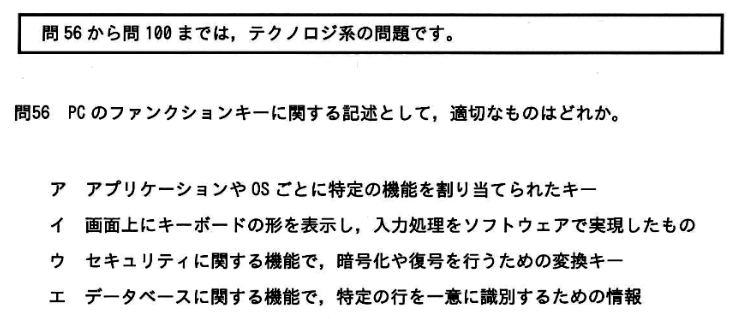 問56から問100までは，テクノロジ系の問題です。
問56　PCのファンクションキーに関する記述として，適切なものはどれか。
ア　アプリケーションやOSごとに特定の機能を割り当てられたキー
イ　画面上にキーボードの形を表示し，入力処理をソフトウェアで実現したもの
ウ　セキュリティに関する機能で，暗号化や復号を行うための変換キー
エ　データベースに関する機能で，特定の行を一意に識別するための情報